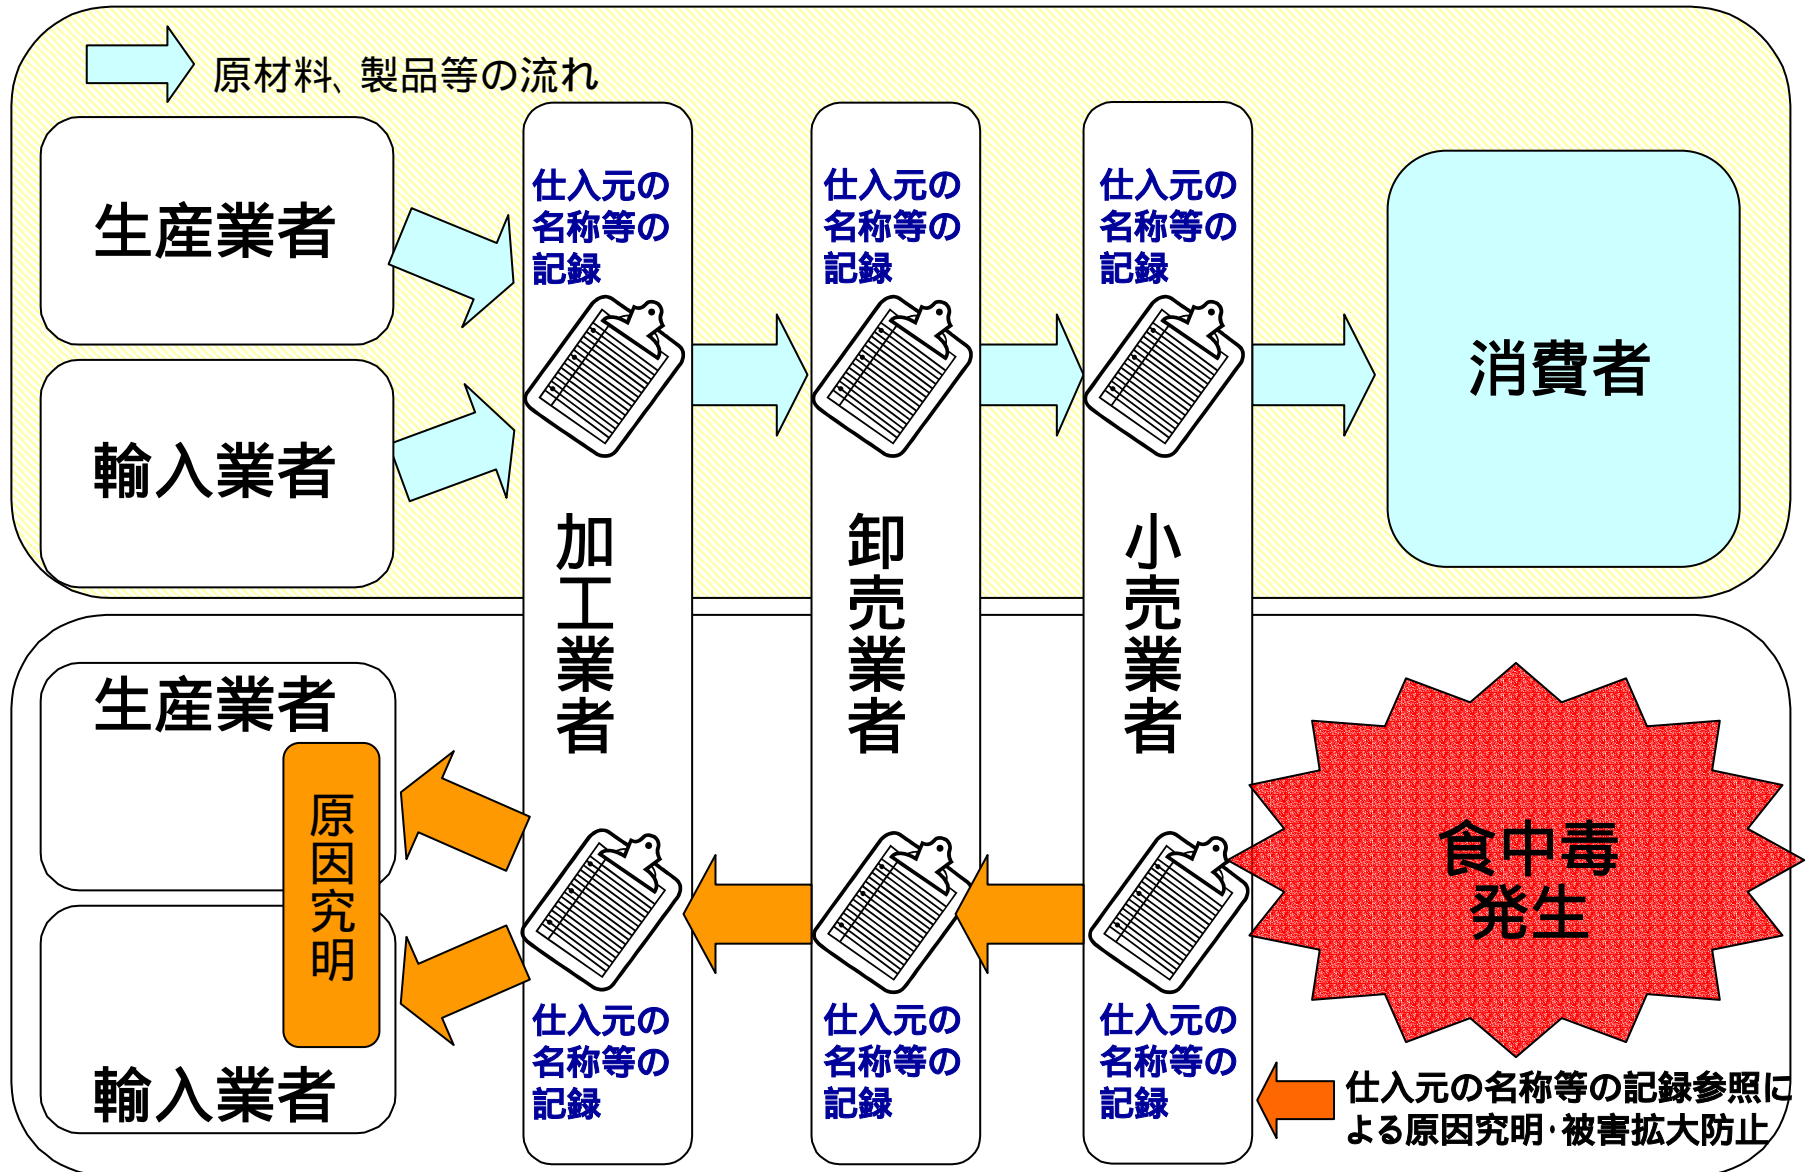 原材料、製品等の流れ
生産業者
輸入業者
仕入元の
名称等の
記録
加工業者
仕入元の
名称等の
記録
卸売業者
仕入元の
名称等の
記録
小売業者
消費者
生産業者
原因究明
輸入業者
仕入元の
名称等の
記録
仕入元の
名称等の
記録
仕入元の
名称等の
記録
食中毒
発生
仕入元の名称等の記録参照に
よる原因究明・被害拡大防止